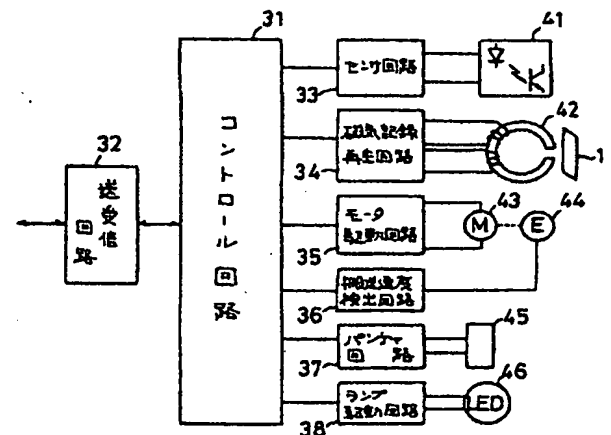 31
コントロール回路
32
送受信
回路
センサ回路
33
41
磁気記録
再生回路
34
42
1
モータ
駆動回路
35
43
M
44
E
搬送速度
検出回路
36
パンチャ
回路
37
45
ランプ
駆動回路
38
46
LED